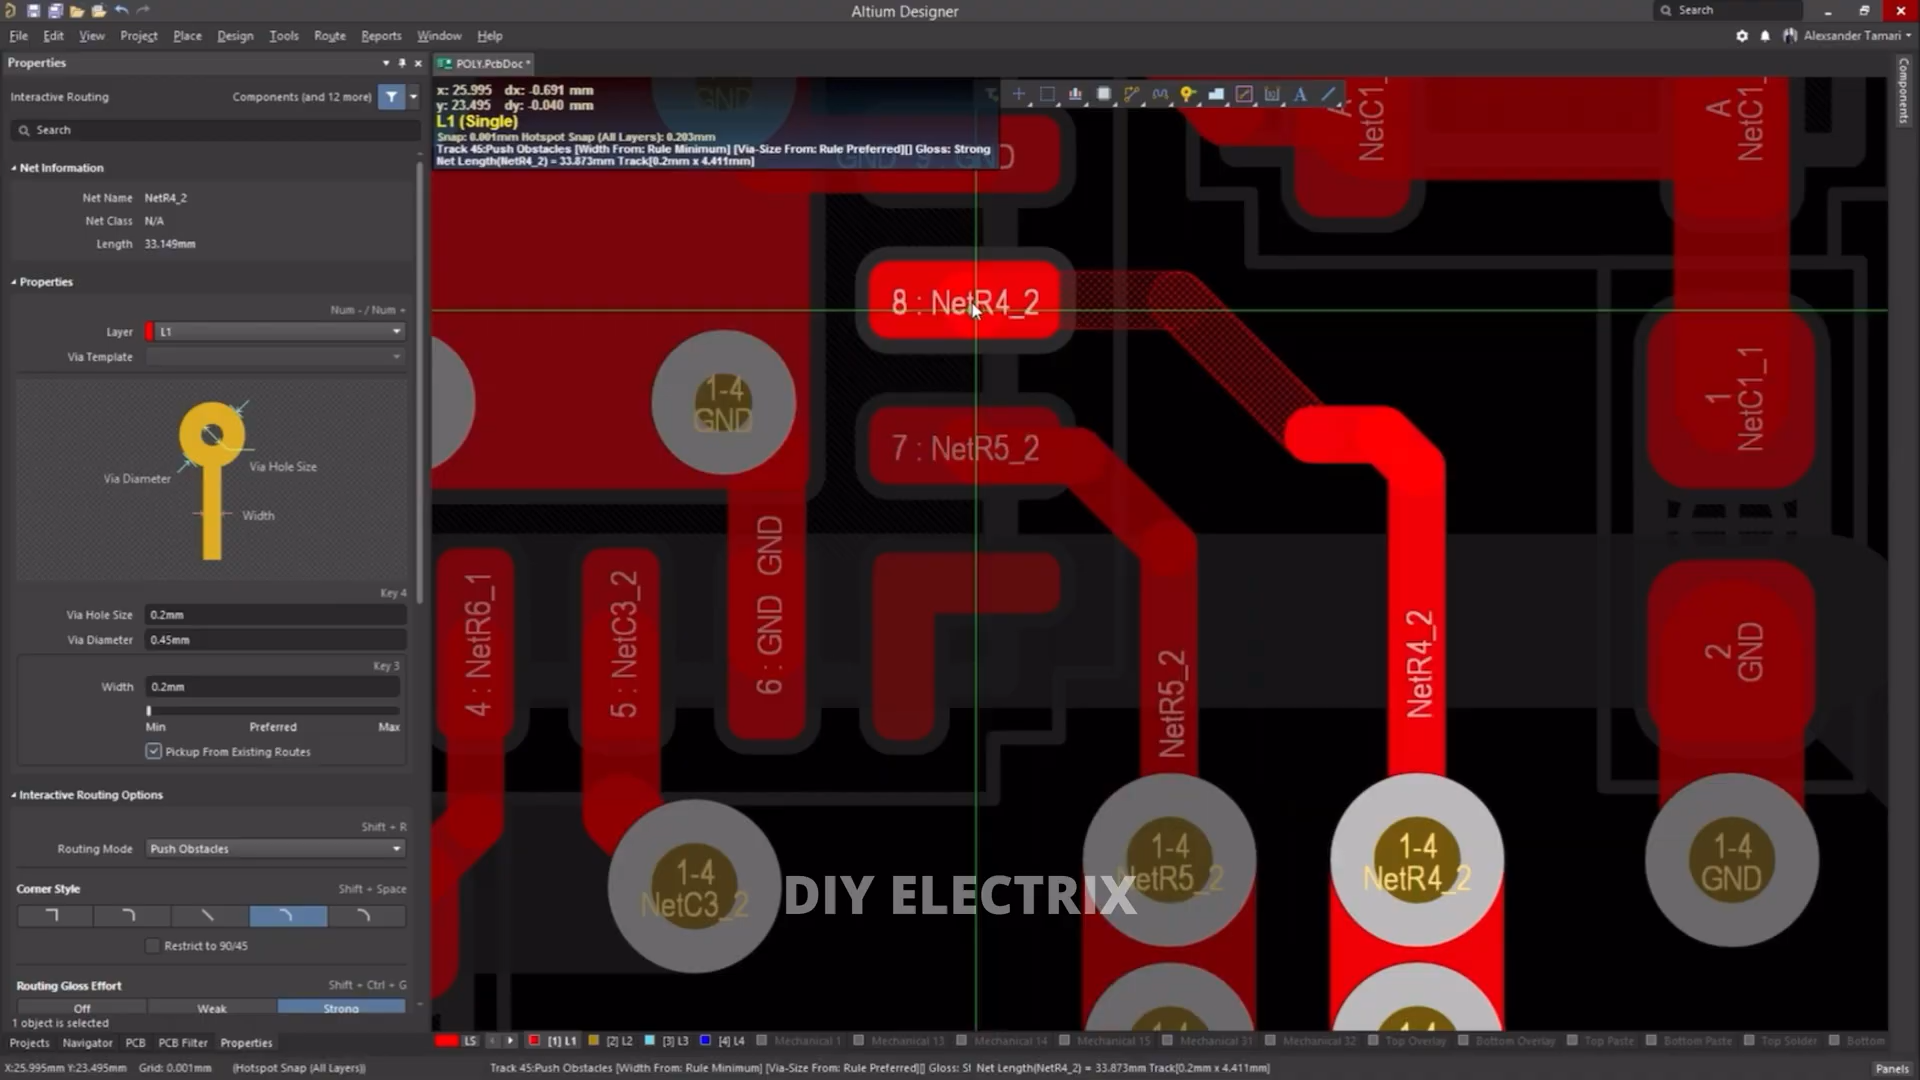 Altium Designer
Search
File Edit View Project Place Design Tools Route Reports Window Help
Alexsander Tamari
Properties
POLY.PcbDoc *
Components
Interactive Routing
Components (and 12 more)
Search
x: 25.995 dx: -0.691 mm
y: 23.495 dy: -0.040 mm
L1 (Single)
Snap: 0.001mm Hotspot Snap (All Layers): 0.203mm
Track 45:Push Obstacles [Width From: Rule Minimum] [Via-Size From: Rule Preferred][] Gloss: Strong
Net Length(NetR4_2) = 33.873mm Track[0.2mm x 4.411mm]
GND
A
NetC1_
A
NetC1_
Net Information
Net Name NetR4_2
Net Class N/A
Length 33.149mm
Properties
Num - / Num +
Layer L1
Via Template
Via Hole Size
Via Diameter
Width
Key 4
Via Hole Size 0.2mm
Via Diameter 0.45mm
Key 3
Width 0.2mm
Min Preferred Max
Pickup From Existing Routes
Interactive Routing Options
Shift + R
Routing Mode Push Obstacles
Corner Style Shift + Space
Restrict to 90/45
Routing Gloss Effort Shift + Ctrl + G
Off Weak Strong
1 object is selected
8 : NetR4_2
1-4
GND
7 : NetR5_2
1
NetC1_1
4 : NetR6_1
5 : NetC3_2
6 : GND GND
NetR5_2
NetR4_2
2
GND
1-4
NetC3_2
1-4
NetR5_2
1-4
NetR4_2
1-4
GND
DIY ELECTRIX
Projects Navigator PCB PCB Filter Properties
LS [1] L1 [2] L2 [3] L3 [4] L4 Mechanical 1 Mechanical 13 Mechanical 14 Mechanical 15 Mechanical 31 Mechanical 32 Top Overlay Bottom Overlay Top Paste Bottom Paste Top Solder Bottom
X:25.995mm Y:23.495mm Grid: 0.001mm (Hotspot Snap (All Layers))
Track 45:Push Obstacles [Width From: Rule Minimum] [Via-Size From: Rule Preferred][] Gloss: St Net Length(NetR4_2) = 33.873mm Track[0.2mm x 4.411mm]
Panels